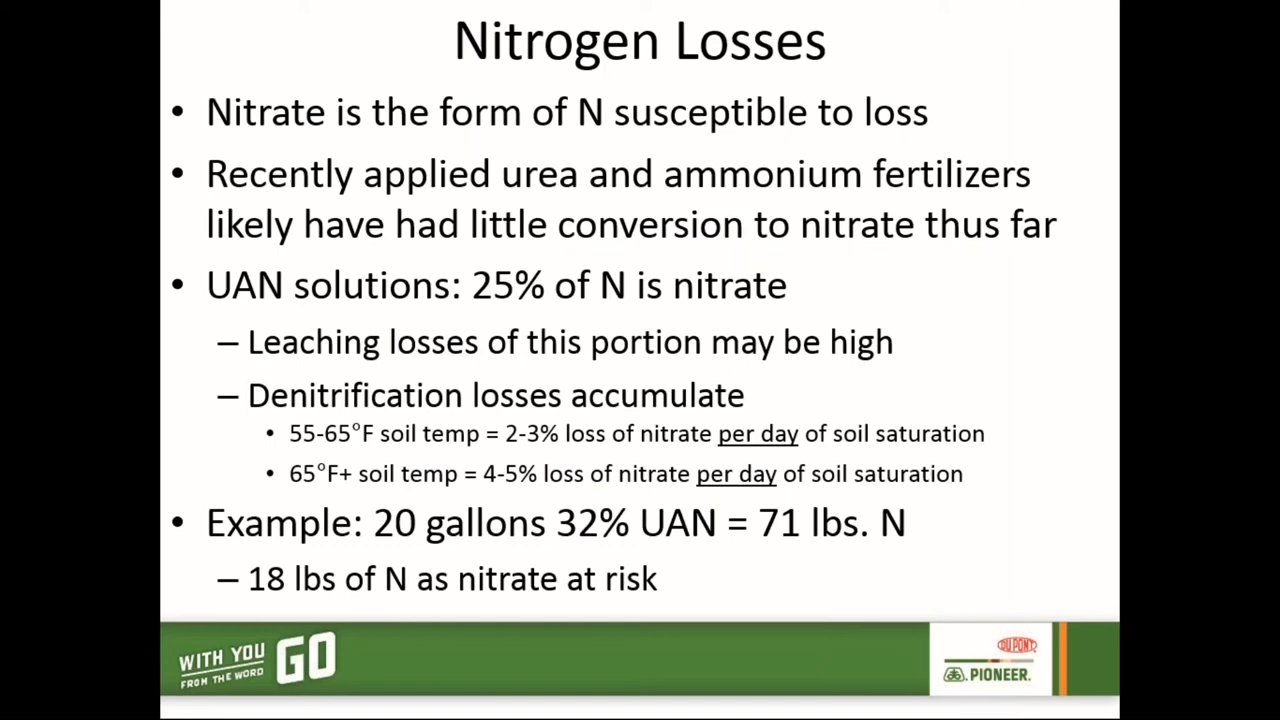 Nitrogen Losses
• Nitrate is the form of N susceptible to loss
• Recently applied urea and ammonium fertilizers
likely have had little conversion to nitrate thus far
• UAN solutions: 25% of N is nitrate
– Leaching losses of this portion may be high
– Denitrification losses accumulate
• 55-65°F soil temp = 2-3% loss of nitrate per day of soil saturation
• 65°F+ soil temp = 4-5% loss of nitrate per day of soil saturation
• Example: 20 gallons 32% UAN = 71 lbs. N
– 18 lbs of N as nitrate at risk
WITH YOU
FROM THE WORD
GO
DUPONT
PIONEER.